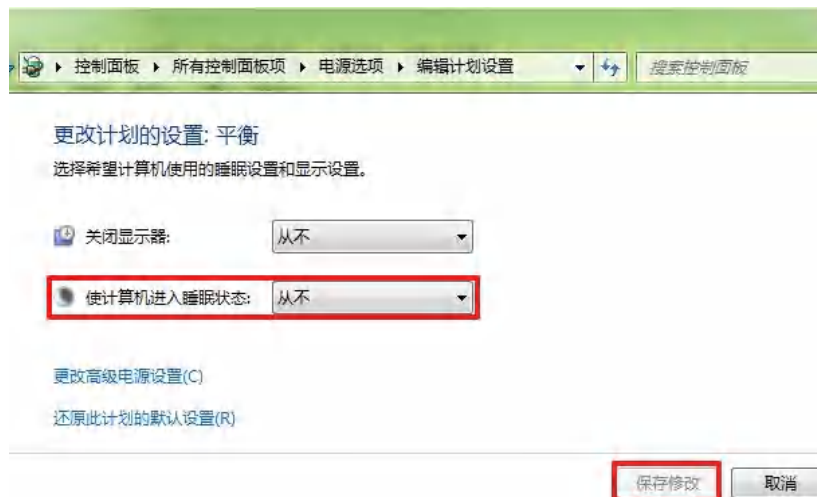 控制面板 ▸ 所有控制面板项 ▸ 电源选项 ▸ 编辑计划设置 搜索控制面板
更改计划的设置: 平衡
选择希望计算机使用的睡眠设置和显示设置。
关闭显示器: 从不
使计算机进入睡眠状态: 从不
更改高级电源设置(C)
还原此计划的默认设置(R)
保存修改 取消